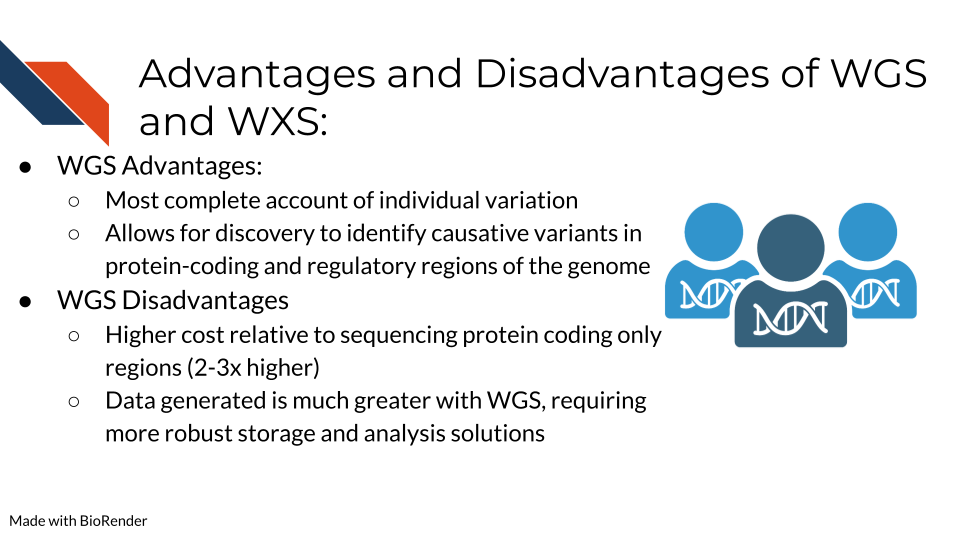 Advantages and Disadvantages of WGS
and WXS:
● WGS Advantages:
○ Most complete account of individual variation
○ Allows for discovery to identify causative variants in
protein-coding and regulatory regions of the genome
● WGS Disadvantages
○ Higher cost relative to sequencing protein coding only
regions (2-3x higher)
○ Data generated is much greater with WGS, requiring
more robust storage and analysis solutions
Made with BioRender